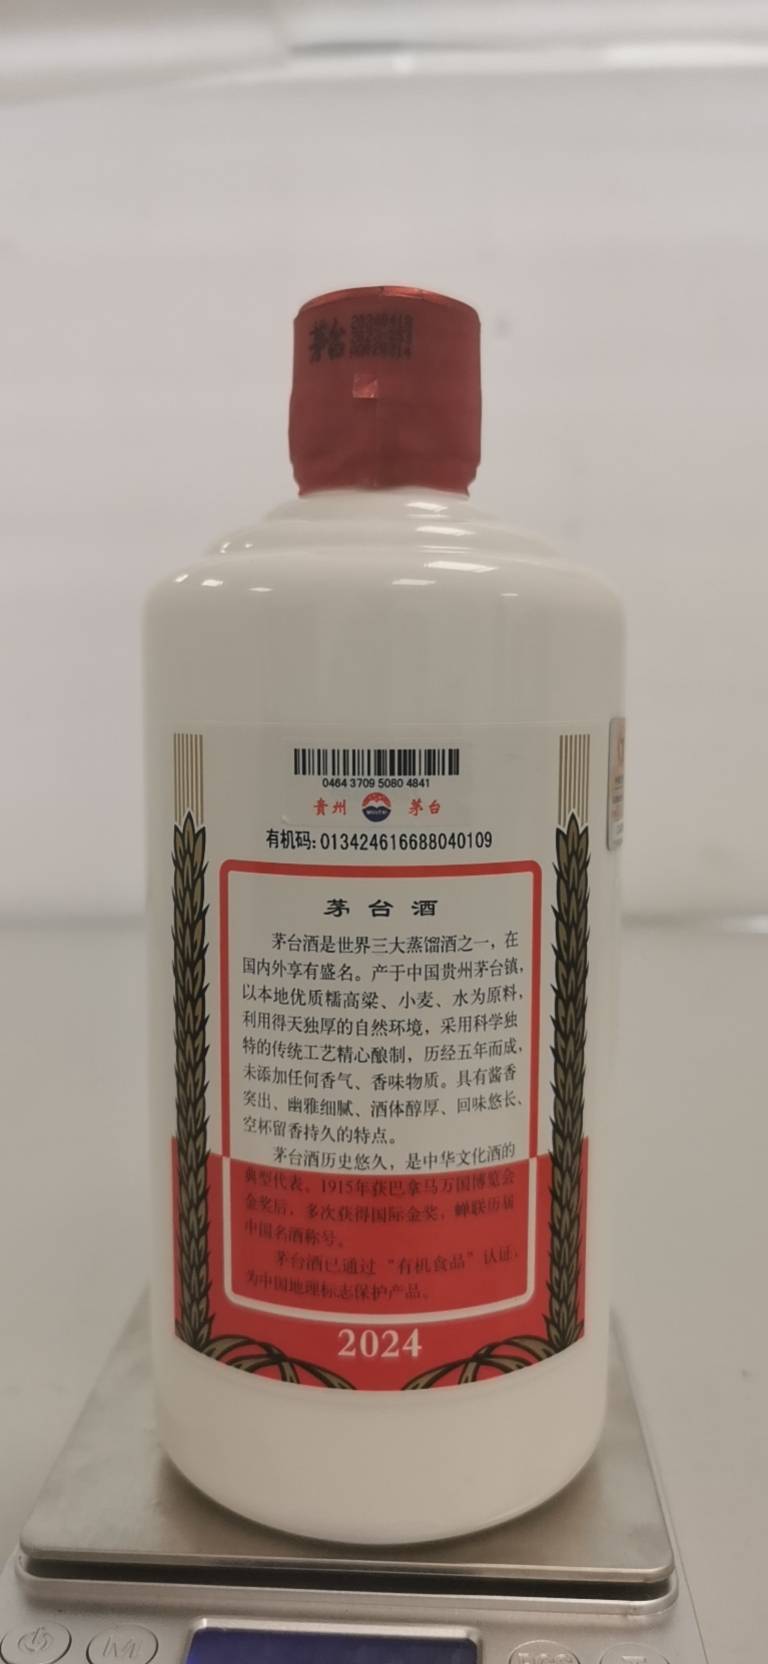 茅台
0464 3709 5080 4841
贵州 茅台
有机码:013424616688040109
茅台酒
茅台酒是世界三大蒸馏酒之一，在
国内外享有盛名。产于中国贵州茅台镇，
以本地优质糯高粱、小麦、水为原料，
利用得天独厚的自然环境，采用科学独
特的传统工艺精心酿制，历经五年而成，
未添加任何香气、香味物质。具有酱香
突出、幽雅细腻、酒体醇厚、回味悠长、
空杯留香持久的特点。
茅台酒历史悠久，是中华文化酒的
典型代表。1915年获巴拿马万国博览会
金奖后，多次获得国际金奖，蝉联历届
中国名酒称号。
茅台酒已通过“有机食品”认证，
为中国地理标志保护产品。
2024
M